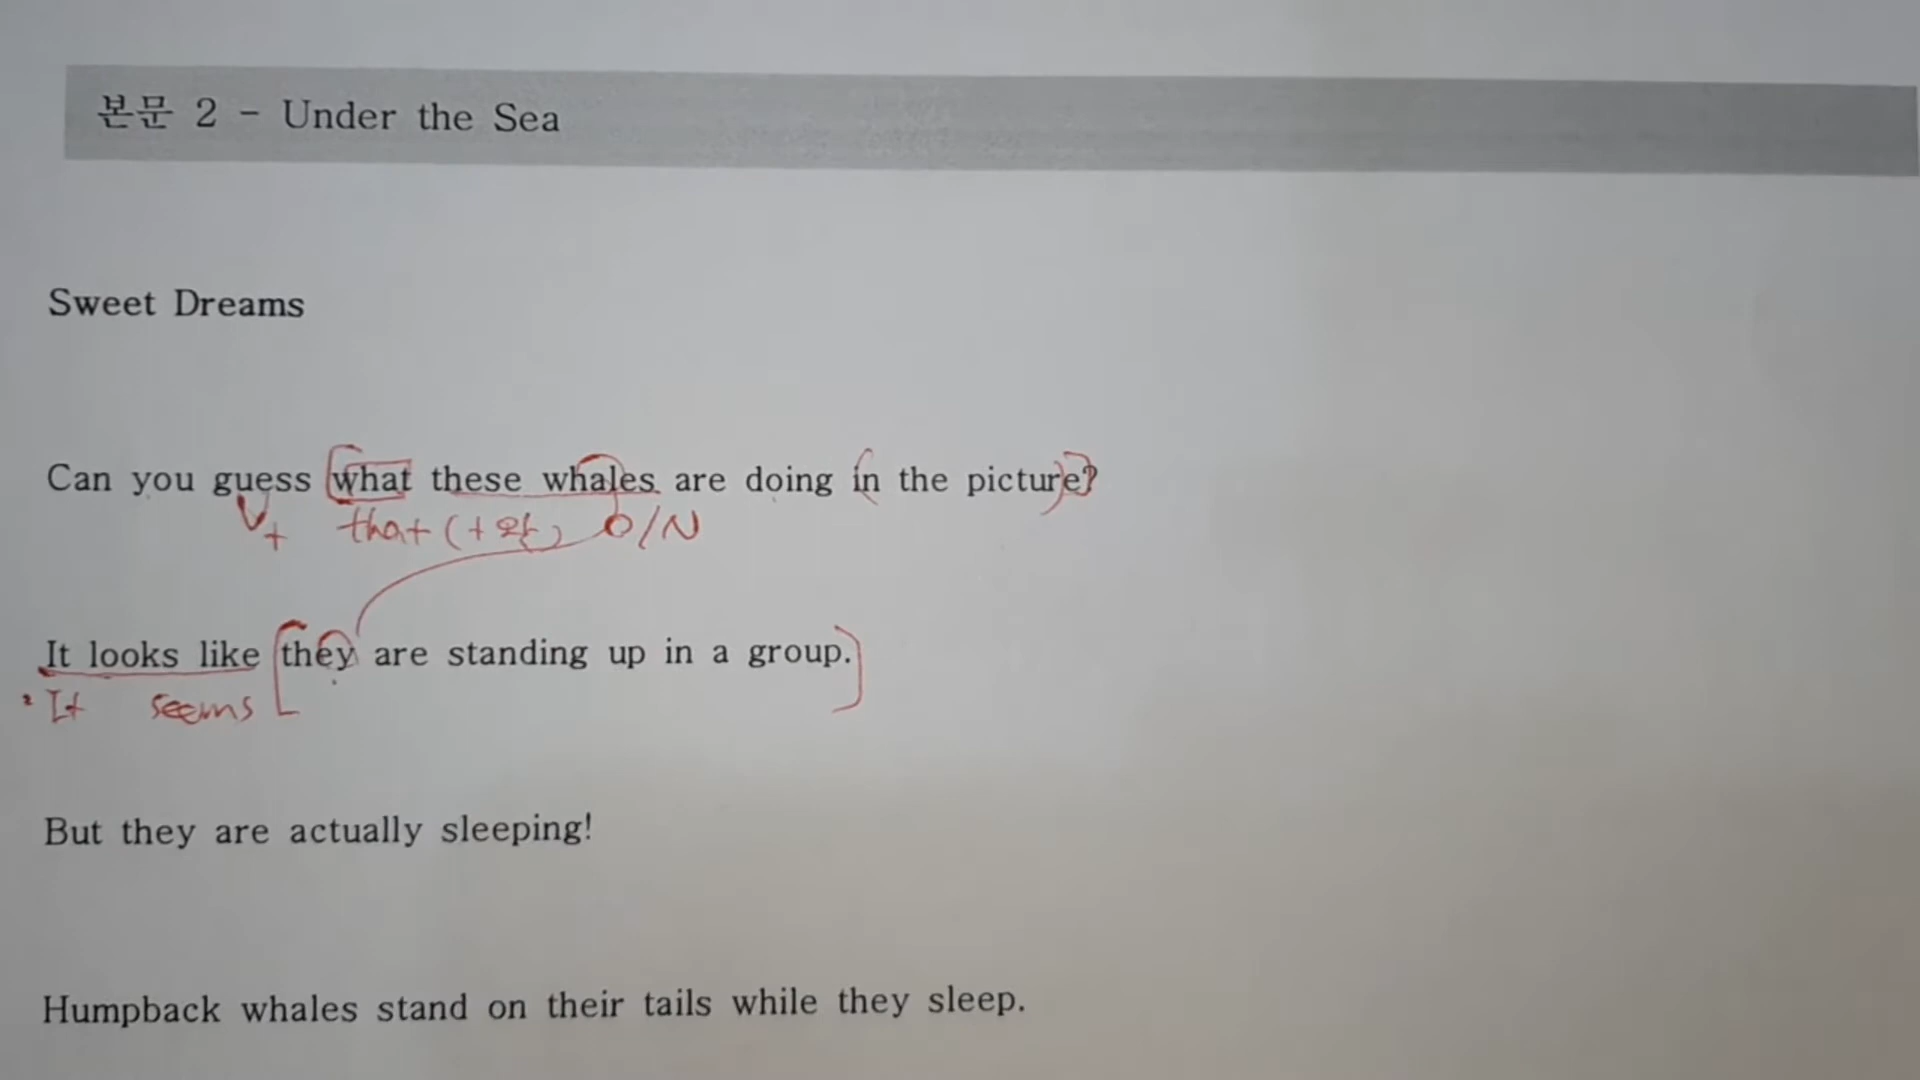 본문 2 - Under the Sea
Sweet Dreams
Can you guess what these whales are doing in the picture?
V+ that (+완) O/N
It looks like they are standing up in a group.
It seems
But they are actually sleeping!
Humpback whales stand on their tails while they sleep.